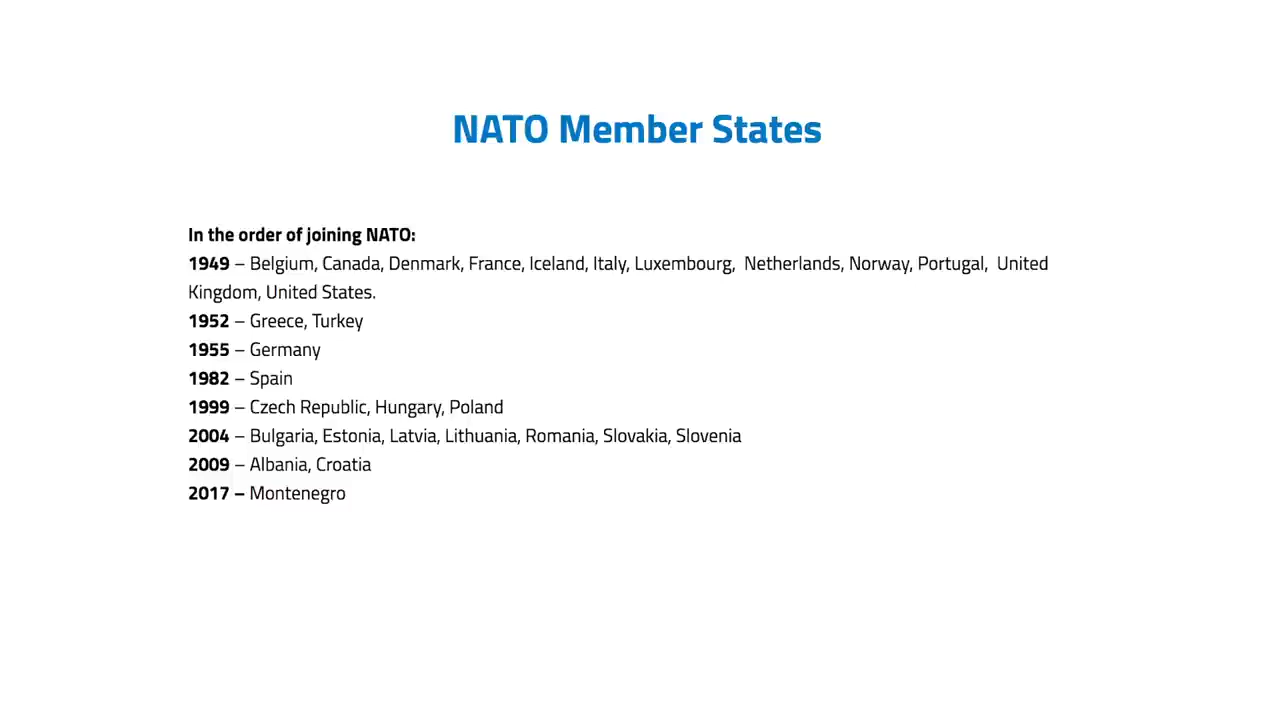 NATO Member States
In the order of joining NATO:
1949 – Belgium, Canada, Denmark, France, Iceland, Italy, Luxembourg,  Netherlands, Norway, Portugal,  United
Kingdom, United States.
1952 – Greece, Turkey
1955 – Germany
1982 – Spain
1999 – Czech Republic, Hungary, Poland
2004 – Bulgaria, Estonia, Latvia, Lithuania, Romania, Slovakia, Slovenia
2009 – Albania, Croatia
2017 – Montenegro